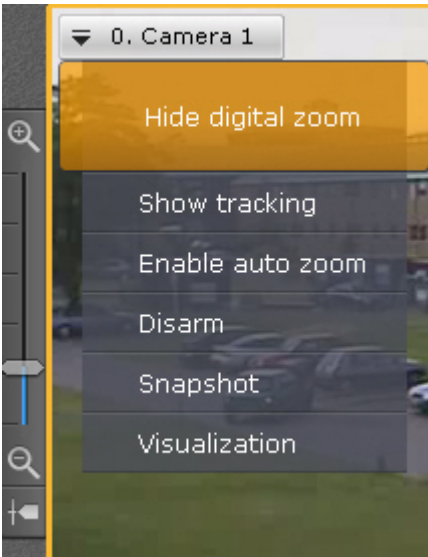 0. Camera 1
Hide digital zoom
Show tracking
Enable auto zoom
Disarm
Snapshot
Visualization